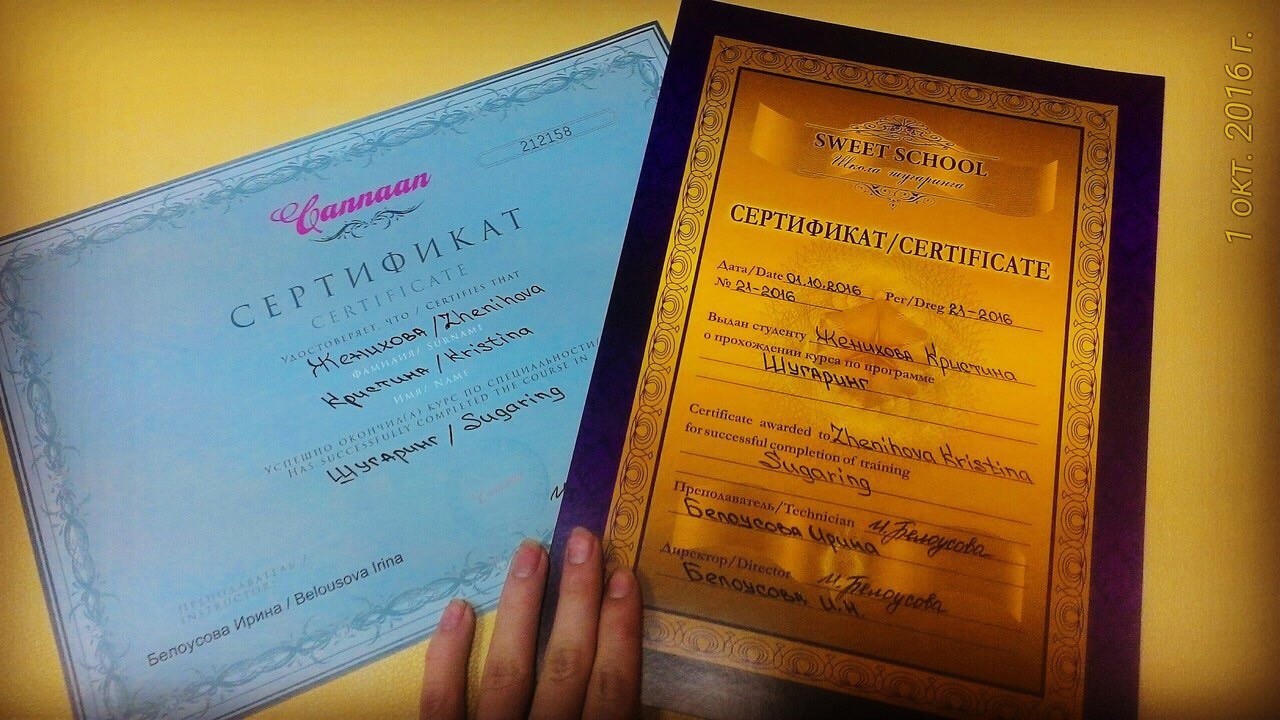 212158
Cannaan
СЕРТИФИКАТ
CERTIFICATE
УДОСТОВЕРЯЕТ, ЧТО / CERTIFIES THAT
Женихова / Zhenihova
ФАМИЛИЯ/ SURNAME
Кристина / Kristina
ИМЯ/ NAME
УСПЕШНО ОКОНЧИЛ(А) КУРС ПО СПЕЦИАЛЬНОСТИ/
HAS SUCCESSFULLY COMPLETED THE COURSE IN
Шугаринг / Sugaring
ПРЕПОДАВАТЕЛЬ /
INSTRUCTOR
Белоусова Ирина / Belousova Irina
SWEET SCHOOL
Школа шугаринга
СЕРТИФИКАТ/CERTIFICATE
Дата/Date 01.10.2016 Рег/Dreg 21-2016
№ 21-2016
Выдан студенту Женихова Кристина
о прохождении курса по программе
Шугаринг
Certificate awarded to Zhenihova Kristina
for successful completion of training
Sugaring
Преподаватель/Technician И.Белоусова
Белоусова Ирина
Директор/Director И.Белоусова
Белоусова И.И
1 окт. 2016 г.